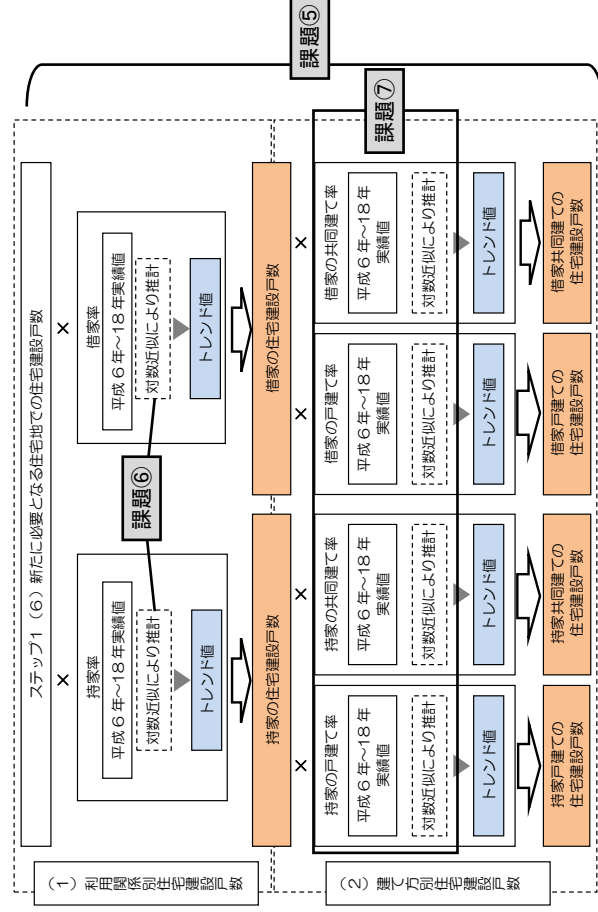 課題⑤
ステップ1（6）新たに必要となる住宅地での住宅建設戸数
（1）利用関係別住宅建設戸数
×
×
持家率
平成６年～18年実績値
対数近似により推計
トレンド値
課題⑥
借家率
平成６年～18年実績値
対数近似により推計
トレンド値
持家の住宅建設戸数
借家の住宅建設戸数
（2）建て方別住宅建設戸数
×
×
×
×
課題⑦
持家の戸建て率
平成６年～18年
実績値
対数近似により推計
トレンド値
持家の共同建て率
平成６年～18年
実績値
対数近似により推計
トレンド値
借家の戸建て率
平成６年～18年
実績値
対数近似により推計
トレンド値
借家の共同建て率
平成６年～18年
実績値
対数近似により推計
トレンド値
持家戸建ての
住宅建設戸数
持家共同建ての
住宅建設戸数
借家戸建ての
住宅建設戸数
借家共同建ての
住宅建設戸数